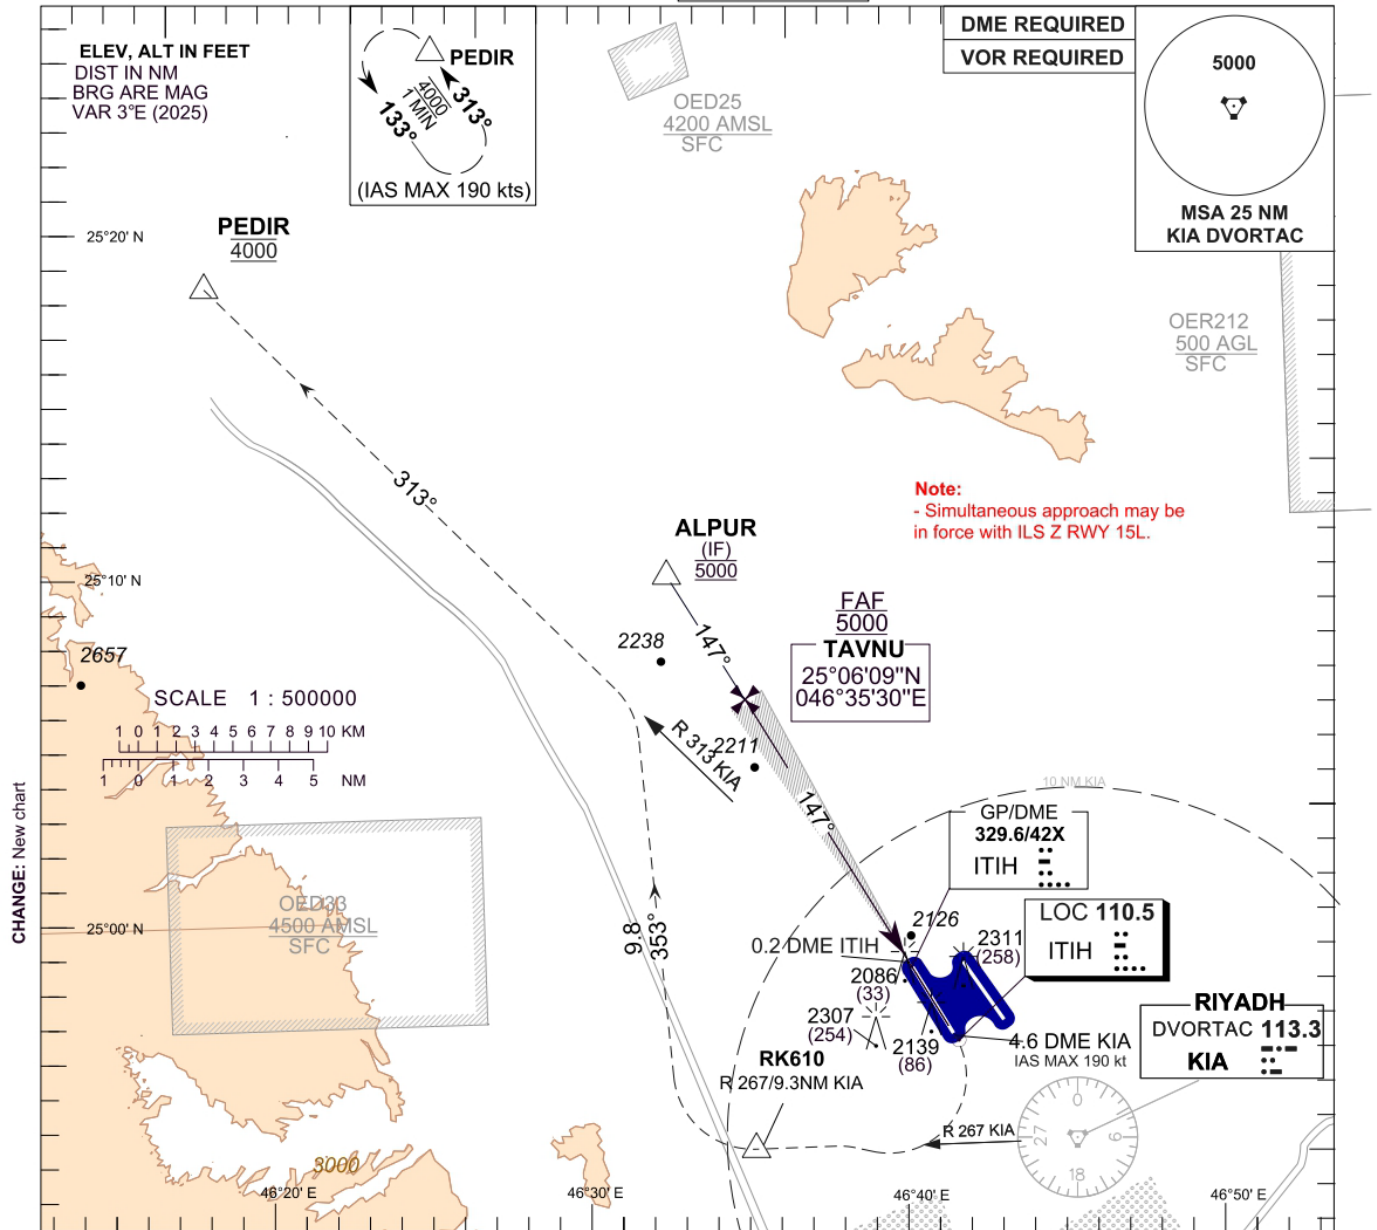 ELEV, ALT IN FEET
DIST IN NM
BRG ARE MAG
VAR 3°E (2025)
PEDIR
4000
1 MIN
313°
133°
(IAS MAX 190 kts)
OED25
4200 AMSL
SFC
DME REQUIRED
VOR REQUIRED
5000
MSA 25 NM
KIA DVORTAC
25°20' N
PEDIR
4000
OER212
500 AGL
SFC
313°
Note:
- Simultaneous approach may be
in force with ILS Z RWY 15L.
ALPUR
(IF)
5000
25°10' N
FAF
5000
TAVNU
25°06'09"N
046°35'30"E
147°
2238
2657
SCALE 1 : 500000
1 0 1 2 3 4 5 6 7 8 9 10 KM
1 0 1 2 3 4 5 NM
R 313 KIA
2211
147°
10 NM KIA
CHANGE: New chart
GP/DME
329.6/42X
ITIH
OED33
4500 AMSL
SFC
25°00' N
9.8
353°
LOC 110.5
ITIH
2126
0.2 DME ITIH
2311
(258)
2086
(33)
2307
(254)
2139
(86)
4.6 DME KIA
IAS MAX 190 kt
RIYADH
DVORTAC 113.3
KIA
RK610
R 267/9.3NM KIA
R 267 KIA
0
27
6
18
3000
46°20' E
46°30' E
46°40' E
46°50' E